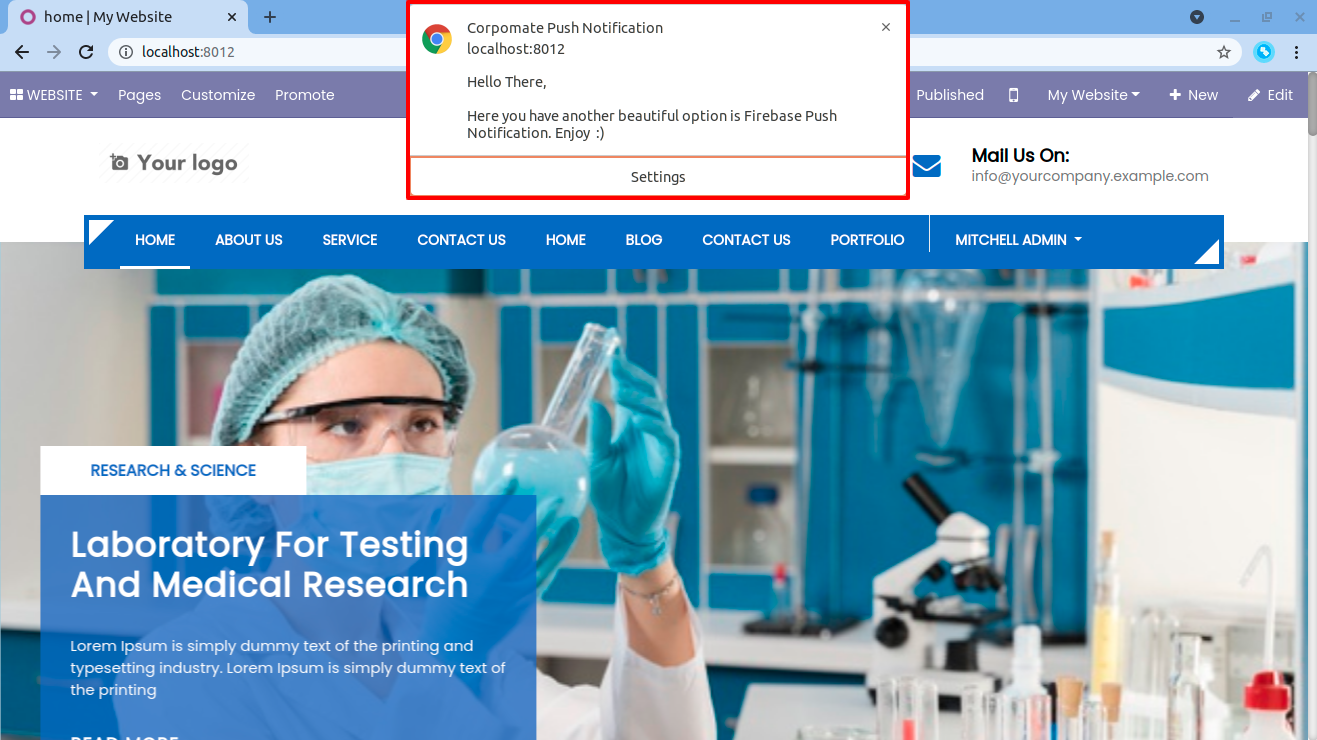 home | My Website
localhost:8012
Corpomate Push Notification
localhost:8012
Hello There,
Here you have another beautiful option is Firebase Push
Notification. Enjoy :)
Settings
WEBSITE Pages Customize Promote Published My Website New Edit
Your logo
Mail Us On:
info@yourcompany.example.com
HOME ABOUT US SERVICE CONTACT US HOME BLOG CONTACT US PORTFOLIO MITCHELL ADMIN
RESEARCH & SCIENCE
Laboratory For Testing
And Medical Research
Lorem Ipsum is simply dummy text of the printing and
typesetting industry. Lorem Ipsum is simply dummy text of
the printing
READ MORE